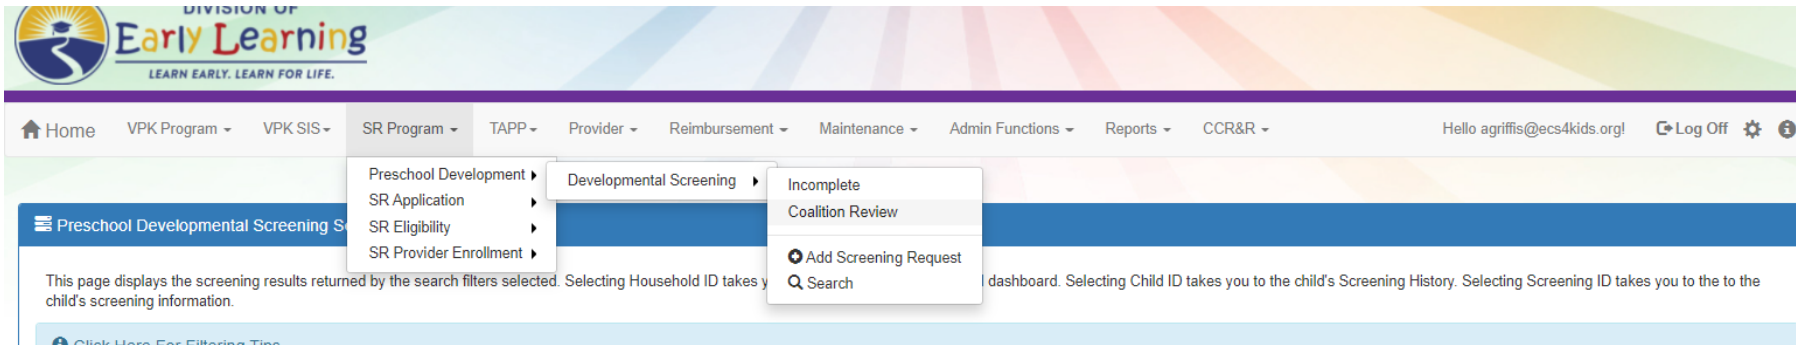 DIVISION OF
Early Learning
LEARN EARLY. LEARN FOR LIFE.
Home VPK Program VPK SIS SR Program TAPP Provider Reimbursement Maintenance Admin Functions Reports CCR&R Hello agriffis@ecs4kids.org! Log Off
Preschool Development
SR Application
SR Eligibility
SR Provider Enrollment
Developmental Screening
Incomplete
Coalition Review
Add Screening Request
Search
Preschool Developmental Screening
This page displays the screening results returned by the search filters selected. Selecting Household ID takes dashboard. Selecting Child ID takes you to the child's Screening History. Selecting Screening ID takes you to the to the
child's screening information.
Click Here For Filtering Tips